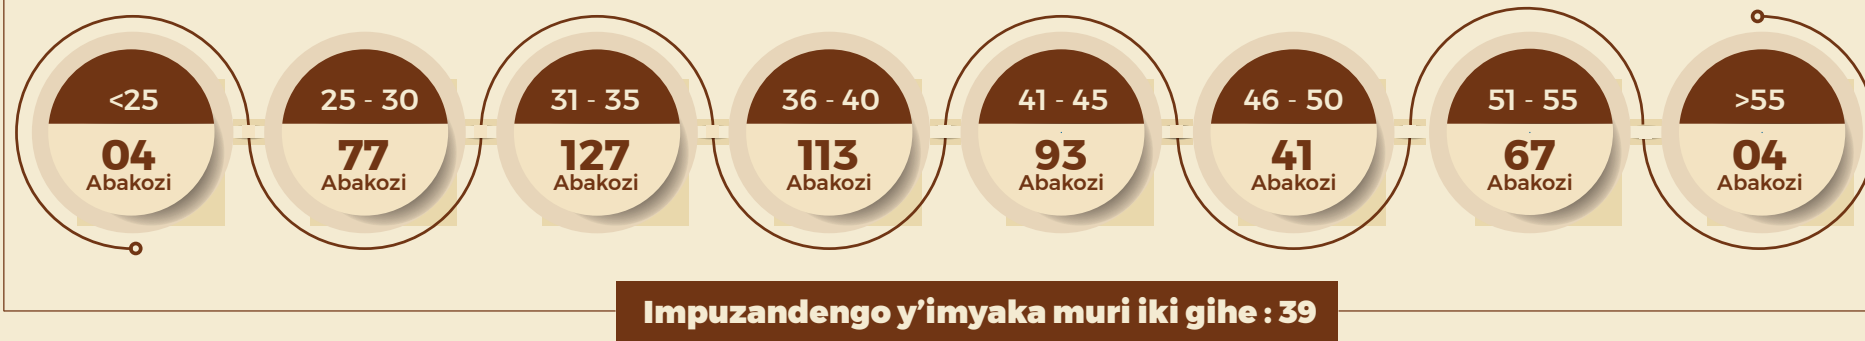 <25
04
Abakozi
25 - 30
77
Abakozi
31 - 35
127
Abakozi
36 - 40
113
Abakozi
41 - 45
93
Abakozi
46 - 50
41
Abakozi
51 - 55
67
Abakozi
>55
04
Abakozi
Impuzandengo y’imyaka muri iki gihe : 39